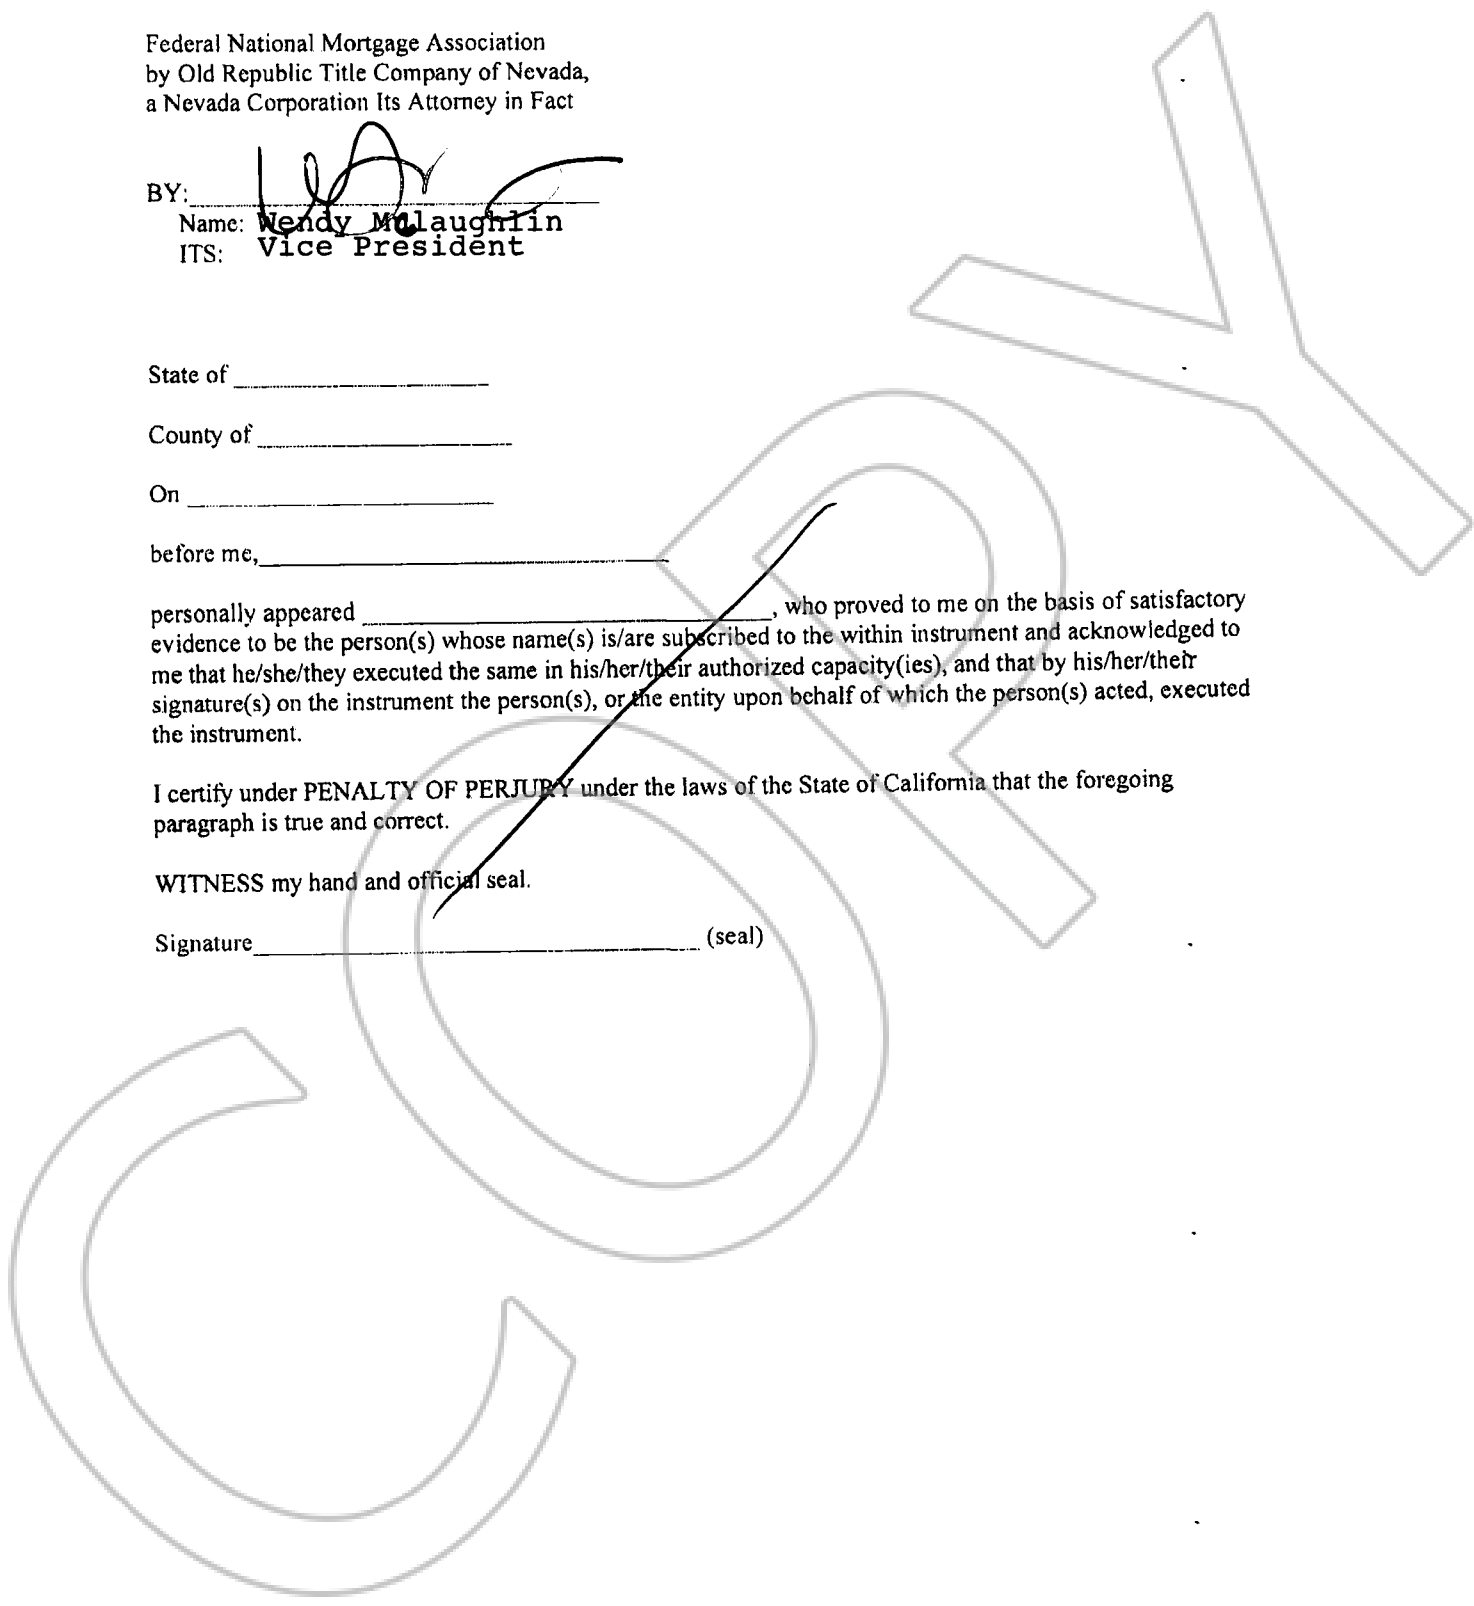 Federal National Mortgage Association
by Old Republic Title Company of Nevada,
a Nevada Corporation Its Attorney in Fact
BY:
Name: Wendy McLaughlin
ITS: Vice President
State of
County of
On
before me,
personally appeared , who proved to me on the basis of satisfactory
evidence to be the person(s) whose name(s) is/are subscribed to the within instrument and acknowledged to
me that he/she/they executed the same in his/her/their authorized capacity(ies), and that by his/her/their
signature(s) on the instrument the person(s), or the entity upon behalf of which the person(s) acted, executed
the instrument.
I certify under PENALTY OF PERJURY under the laws of the State of California that the foregoing
paragraph is true and correct.
WITNESS my hand and official seal.
Signature (seal)
COPY